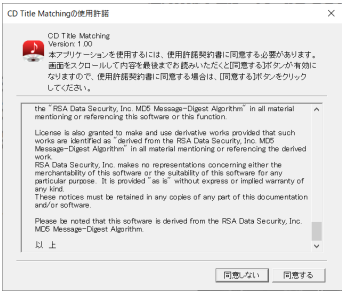 CD Title Matchingの使用許諾
CD Title Matching
Version: 1.00
本アプリケーションを使用するには、使用許諾契約書に同意する必要があります。
画面をスクロールして内容を最後までお読みいただくと[同意する]ボタンが有効に
なりますので、使用許諾契約書に同意する場合は、[同意する]ボタンをクリック
してください。
the "RSA Data Security, Inc. MD5 Message-Digest Algorithm" in all material
mentioning or referencing this software or this function.
License is also granted to make and use derivative works provided that such
works are identified as "derived from the RSA Data Security, Inc. MD5
Message-Digest Algorithm" in all material mentioning or referencing the derived
work.
RSA Data Security, Inc. makes no representations concerning either the
merchantability of this software or the suitability of this software for any
particular purpose. It is provided "as is" without express or implied warranty of
any kind.
These notices must be retained in any copies of any part of this documentation
and/or software.
Please be noted that this software is derived from the RSA Data Security, Inc.
MD5 Message-Digest Algorithm.
以 上
同意しない 同意する